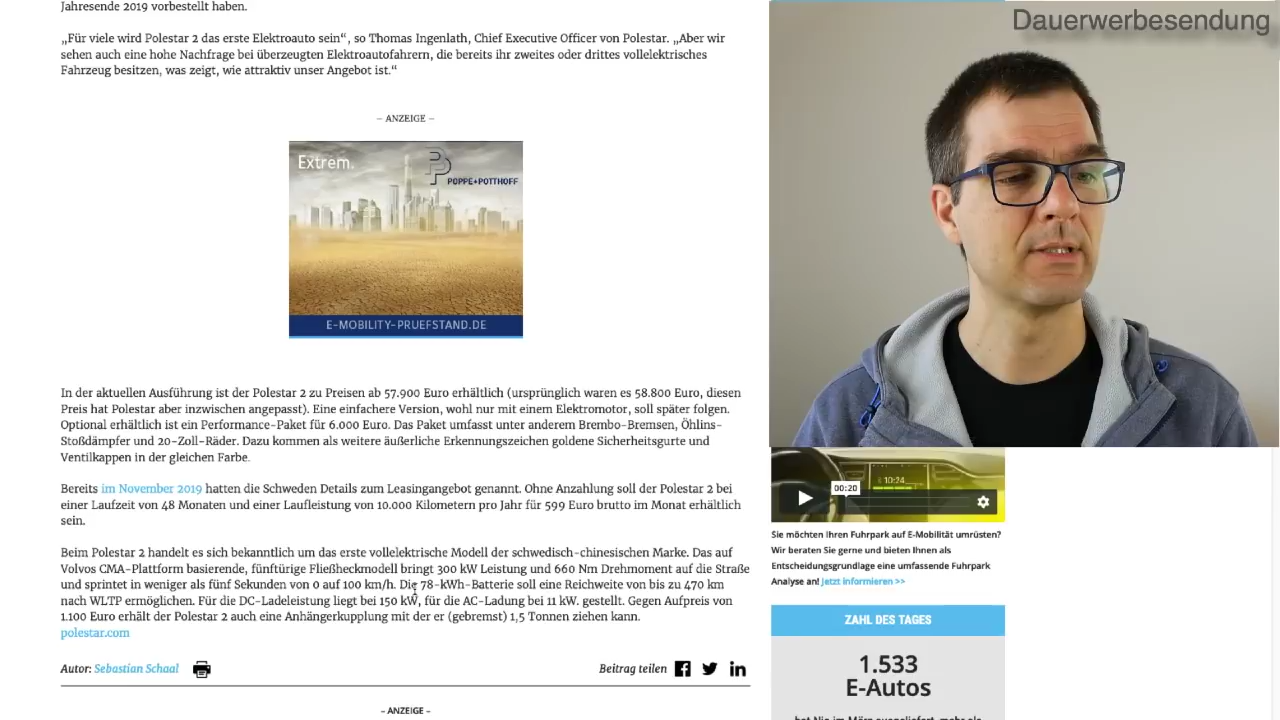 Jahresende 2019 vorbestellt haben.
„Für viele wird Polestar 2 das erste Elektroauto sein“, so Thomas Ingenlath, Chief Executive Officer von Polestar. „Aber wir
sehen auch eine hohe Nachfrage bei überzeugten Elektroautofahrern, die bereits ihr zweites oder drittes vollelektrisches
Fahrzeug besitzen, was zeigt, wie attraktiv unser Angebot ist.“
– ANZEIGE –
Extrem.
POPPE+POTTHOFF
E-MOBILITY-PRUEFSTAND.DE
In der aktuellen Ausführung ist der Polestar 2 zu Preisen ab 57.900 Euro erhältlich (ursprünglich waren es 58.800 Euro, diesen
Preis hat Polestar aber inzwischen angepasst). Eine einfachere Version, wohl nur mit einem Elektromotor, soll später folgen.
Optional erhältlich ist ein Performance-Paket für 6.000 Euro. Das Paket umfasst unter anderem Brembo-Bremsen, Öhlins-
Stoßdämpfer und 20-Zoll-Räder. Dazu kommen als weitere äußerliche Erkennungszeichen goldene Sicherheitsgurte und
Ventilkappen in der gleichen Farbe.
Bereits im November 2019 hatten die Schweden Details zum Leasingangebot genannt. Ohne Anzahlung soll der Polestar 2 bei
einer Laufzeit von 48 Monaten und einer Laufleistung von 10.000 Kilometern pro Jahr für 599 Euro brutto im Monat erhältlich
sein.
Beim Polestar 2 handelt es sich bekanntlich um das erste vollelektrische Modell der schwedisch-chinesischen Marke. Das auf
Volvos CMA-Plattform basierende, fünftürige Fließheckmodell bringt 300 kW Leistung und 660 Nm Drehmoment auf die Straße
und sprintet in weniger als fünf Sekunden von 0 auf 100 km/h. Die 78-kWh-Batterie soll eine Reichweite von bis zu 470 km
nach WLTP ermöglichen. Für die DC-Ladeleistung liegt bei 150 kW, für die AC-Ladung bei 11 kW. gestellt. Gegen Aufpreis von
1.100 Euro erhält der Polestar 2 auch eine Anhängerkupplung mit der er (gebremst) 1,5 Tonnen ziehen kann.
polestar.com
Autor: Sebastian Schaal
Beitrag teilen
– ANZEIGE –
Dauerwerbesendung
10:24
00:20
Sie möchten Ihren Fuhrpark auf E-Mobilität umrüsten?
Wir beraten Sie gerne und bieten Ihnen als
Entscheidungsgrundlage eine umfassende Fuhrpark
Analyse an! Jetzt informieren >>
ZAHL DES TAGES
1.533
E-Autos
hat Nio im März ausgeliefert, mehr als